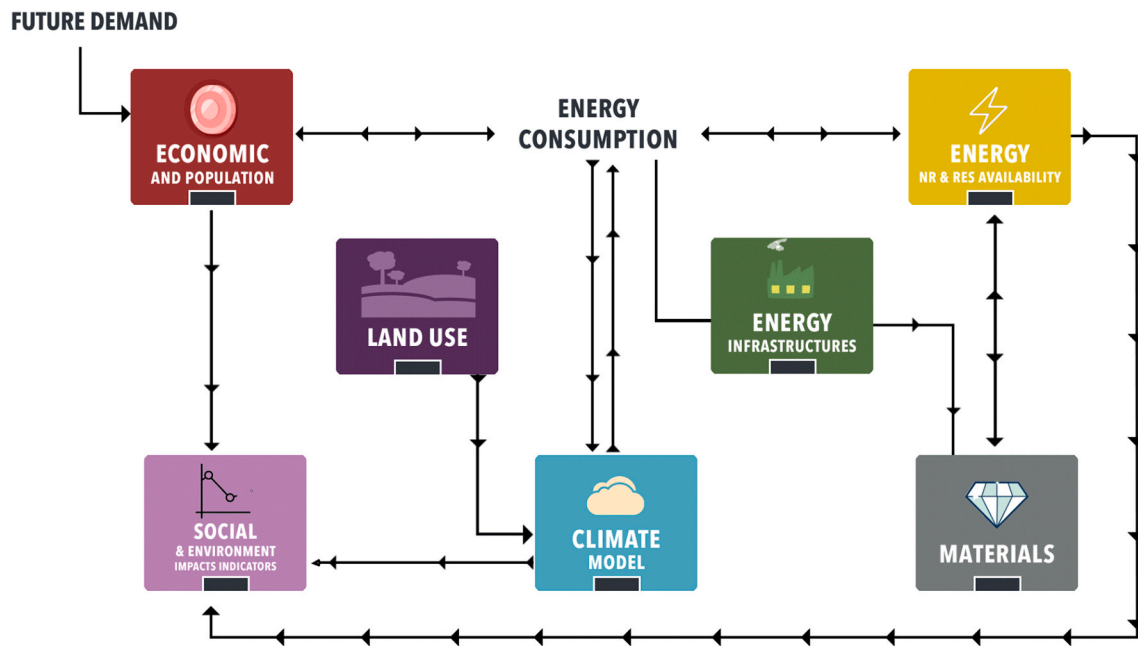 FUTURE DEMAND
ECONOMIC
AND POPULATION
ENERGY
CONSUMPTION
ENERGY
NR & RES AVAILABILITY
LAND USE
ENERGY
INFRASTRUCTURES
SOCIAL
& ENVIRONMENT
IMPACTS INDICATORS
CLIMATE
MODEL
MATERIALS